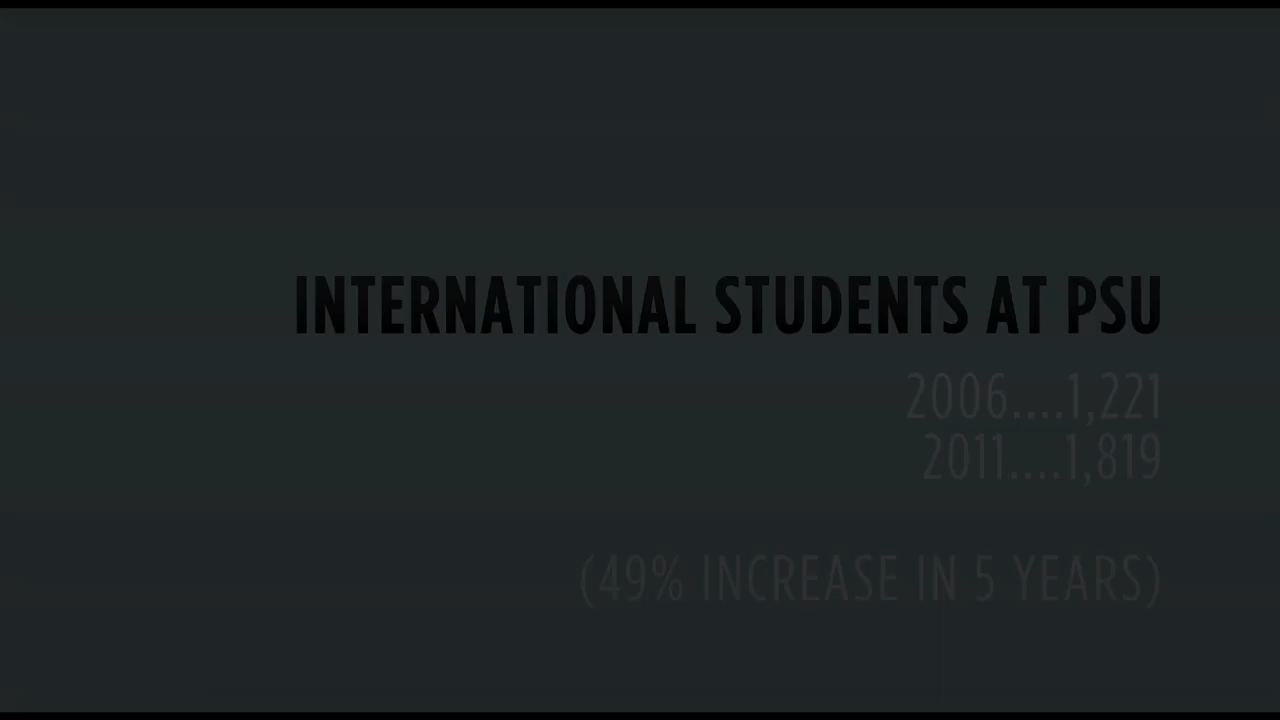 INTERNATIONAL STUDENTS AT PSU
2006....1,221
2011....1,819
(49% INCREASE IN 5 YEARS)